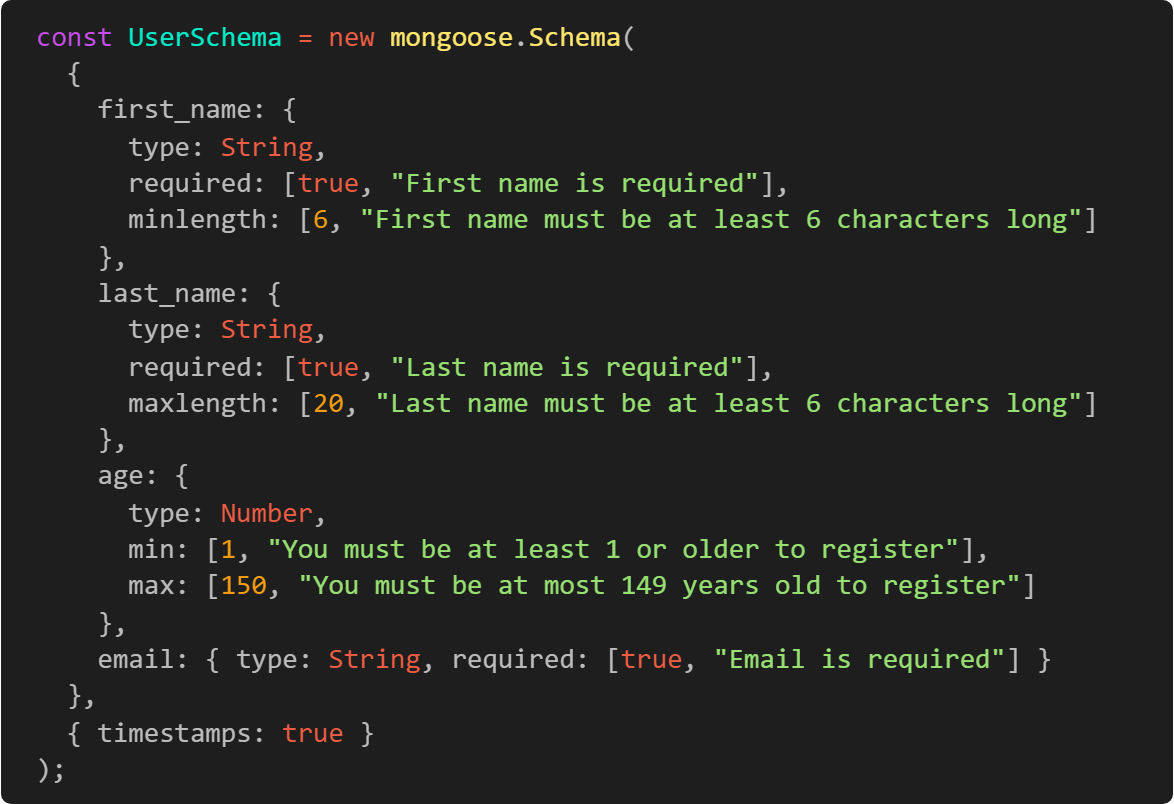 const UserSchema = new mongoose.Schema(
  {
    first_name: {
      type: String,
      required: [true, "First name is required"],
      minlength: [6, "First name must be at least 6 characters long"]
    },
    last_name: {
      type: String,
      required: [true, "Last name is required"],
      maxlength: [20, "Last name must be at least 6 characters long"]
    },
    age: {
      type: Number,
      min: [1, "You must be at least 1 or older to register"],
      max: [150, "You must be at most 149 years old to register"]
    },
    email: { type: String, required: [true, "Email is required"] }
  },
  { timestamps: true }
);